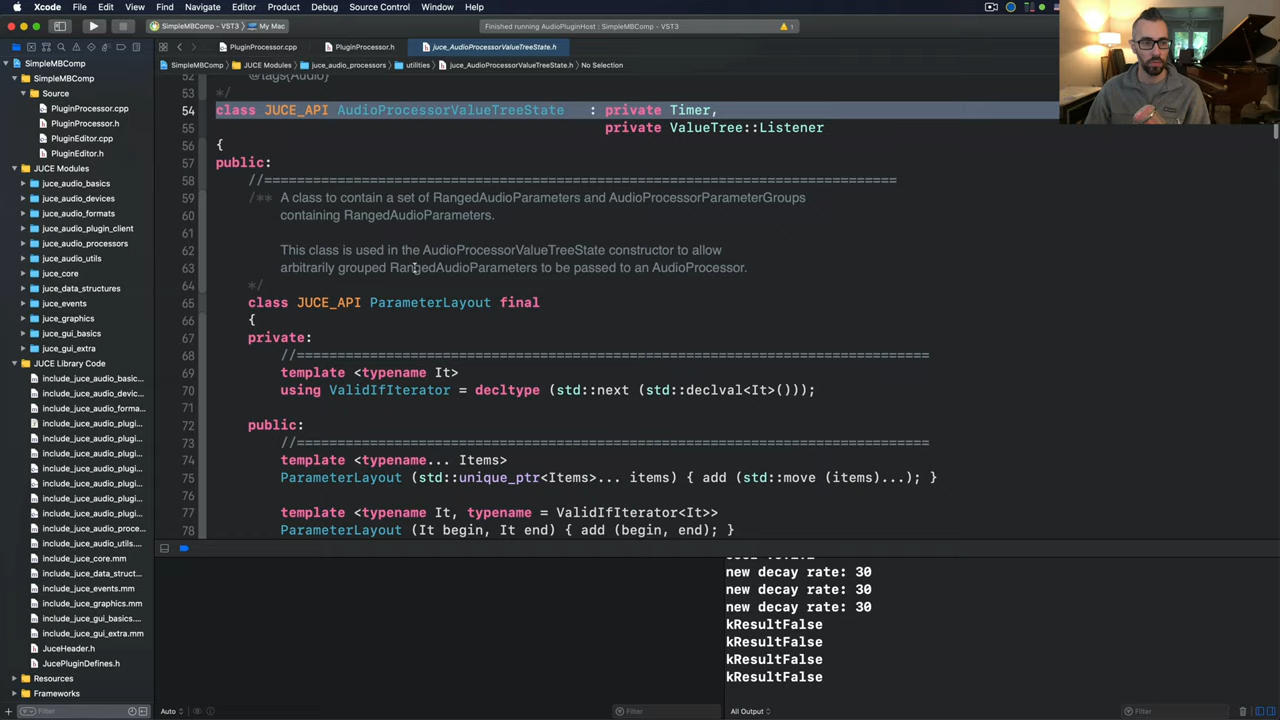 Xcode File Edit View Find Navigate Editor Product Debug Source Control Window Help
SimpleMBComp - VST3 My Mac
Finished running AudioPluginHost : SimpleMBComp - VST3
1
PluginProcessor.cpp
PluginProcessor.h
juce_AudioProcessorValueTreeState.h
SimpleMBComp JUCE Modules juce_audio_processors utilities juce_AudioProcessorValueTreeState.h No Selection
SimpleMBComp
SimpleMBComp
Source
PluginProcessor.cpp
PluginProcessor.h
PluginEditor.cpp
PluginEditor.h
JUCE Modules
juce_audio_basics
juce_audio_devices
juce_audio_formats
juce_audio_plugin_client
juce_audio_processors
juce_audio_utils
juce_core
juce_data_structures
juce_events
juce_graphics
juce_gui_basics
juce_gui_extra
JUCE Library Code
include_juce_audio_basic...
include_juce_audio_devic...
include_juce_audio_forma...
include_juce_audio_plugi...
include_juce_audio_plugi...
include_juce_audio_plugi...
include_juce_audio_plugi...
include_juce_audio_plugi...
include_juce_audio_plugi...
include_juce_audio_plugi...
include_juce_audio_proce...
include_juce_audio_utils....
include_juce_core.mm
include_juce_data_struct...
include_juce_events.mm
include_juce_graphics.mm
include_juce_gui_basics....
include_juce_gui_extra.mm
JuceHeader.h
JucePluginDefines.h
Resources
Frameworks
Filter
52 @tags{Audio}
53 */
54 class JUCE_API AudioProcessorValueTreeState : private Timer,
55 private ValueTree::Listener
56 {
57 public:
58 //==============================================================================
59 /** A class to contain a set of RangedAudioParameters and AudioProcessorParameterGroups
60 containing RangedAudioParameters.
61
62 This class is used in the AudioProcessorValueTreeState constructor to allow
63 arbitrarily grouped RangedAudioParameters to be passed to an AudioProcessor.
64 */
65 class JUCE_API ParameterLayout final
66 {
67 private:
68 //==============================================================================
69 template <typename It>
70 using ValidIfIterator = decltype (std::next (std::declval<It>()));
71
72 public:
73 //==============================================================================
74 template <typename... Items>
75 ParameterLayout (std::unique_ptr<Items>... items) { add (std::move (items)...); }
76
77 template <typename It, typename = ValidIfIterator<It>>
78 ParameterLayout (It begin, It end) { add (begin, end); }
new decay rate: 30
new decay rate: 30
new decay rate: 30
kResultFalse
kResultFalse
kResultFalse
kResultFalse
Auto
Filter
All Output
Filter